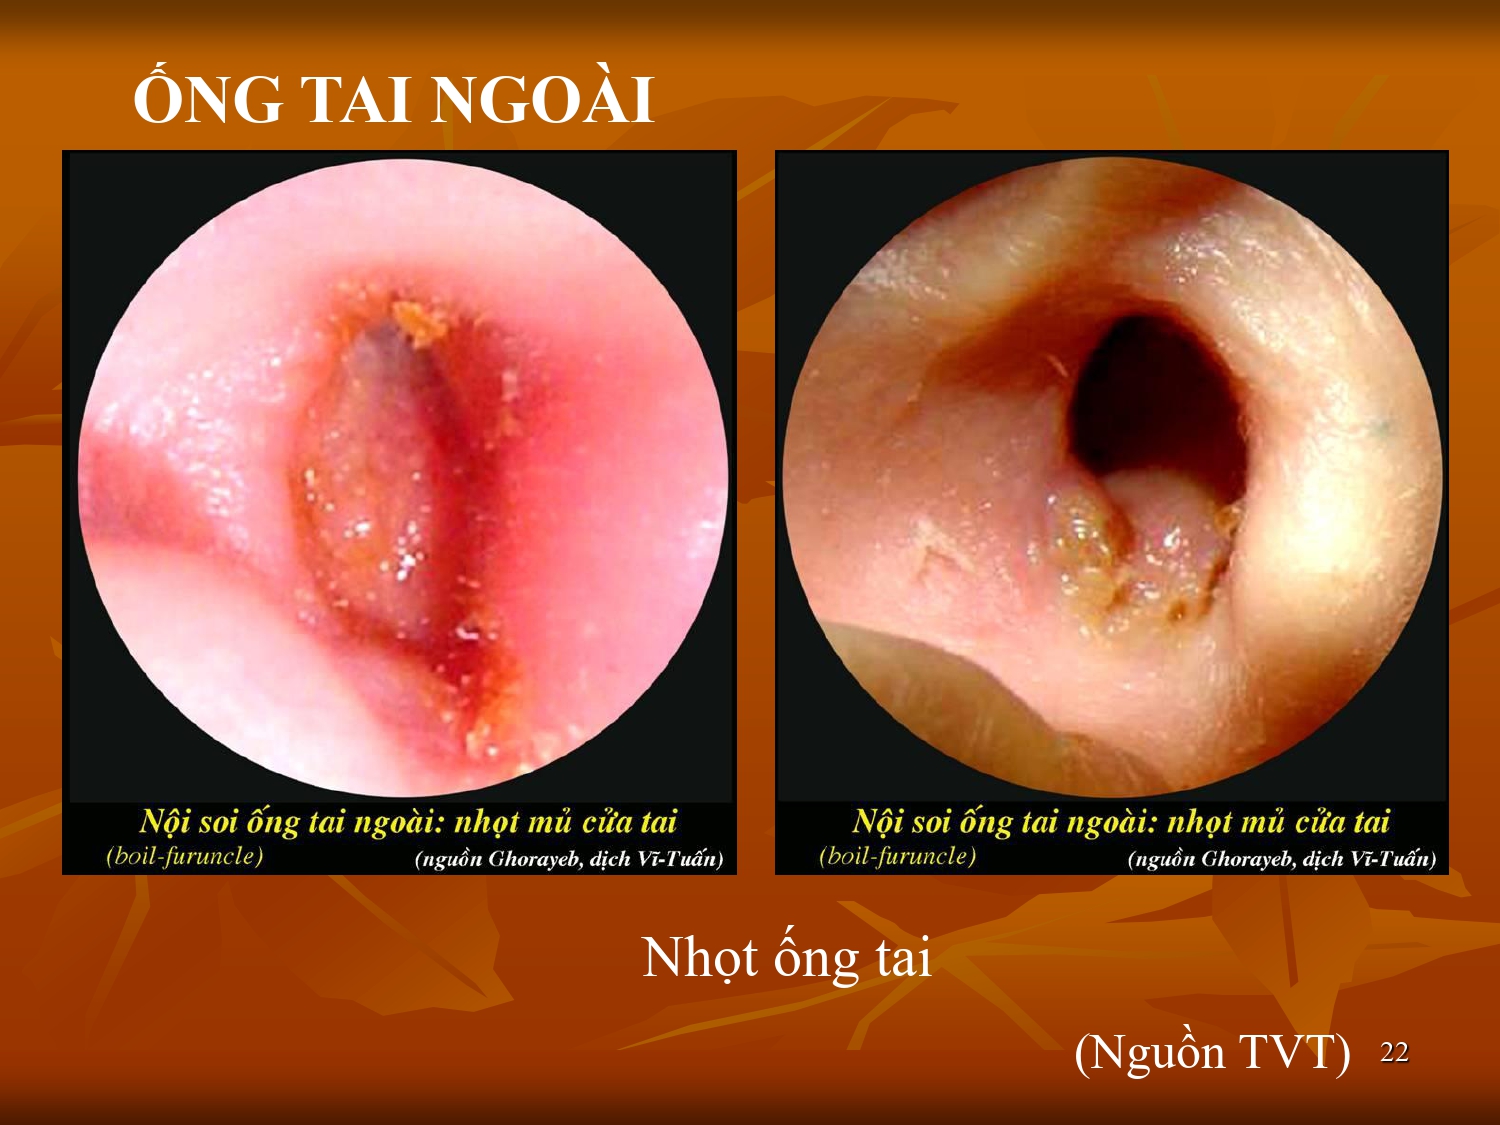 ỐNG TAI NGOÀI
Nội soi ống tai ngoài: nhọt mủ cửa tai
(boil-furuncle) (nguồn Ghorayeb, dịch Vĩ-Tuấn)
Nội soi ống tai ngoài: nhọt mủ cửa tai
(boil-furuncle) (nguồn Ghorayeb, dịch Vĩ-Tuấn)
Nhọt ống tai
(Nguồn TVT) 22